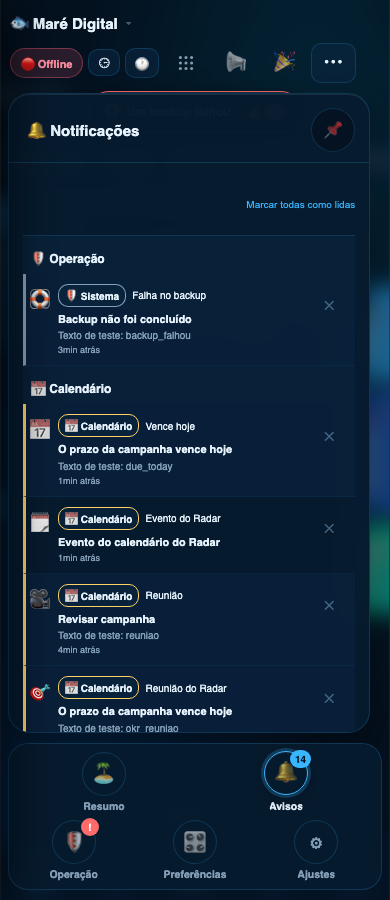 Maré Digital
Offline
Notificações
Marcar todas como lidas
Operação
Sistema Falha no backup
Backup não foi concluído
Texto de teste: backup_falhou
3min atrás
Calendário
Calendário Vence hoje
O prazo da campanha vence hoje
Texto de teste: due_today
1min atrás
Calendário Evento do Radar
Evento do calendário do Radar
1min atrás
Calendário Reunião
Revisar campanha
Texto de teste: reuniao
4min atrás
Calendário Reunião do Radar
O prazo da campanha vence hoje
Texto de teste: okr_reuniao
14
Resumo
Avisos
!
Operação
Preferências
Ajustes